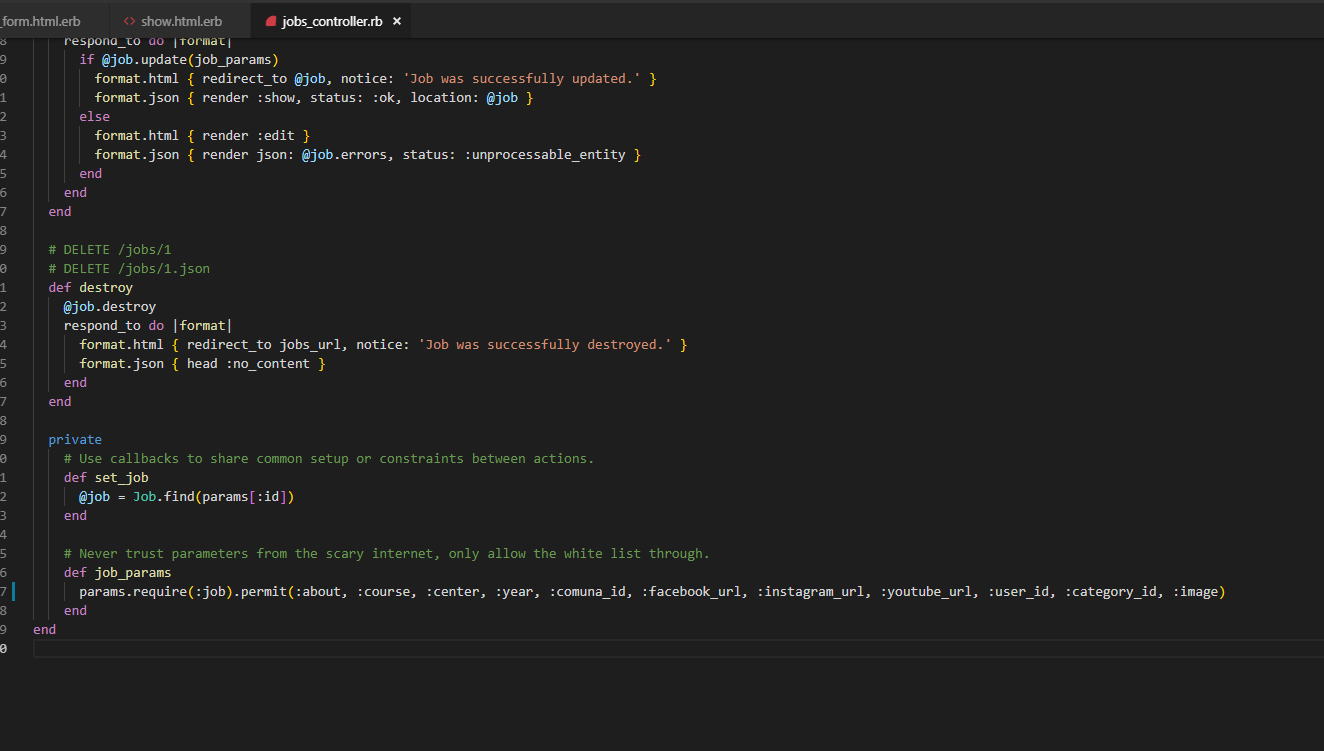 _form.html.erb
<> show.html.erb
jobs_controller.rb ×
8 respond_to do |format|
9 if @job.update(job_params)
0 format.html { redirect_to @job, notice: 'Job was successfully updated.' }
1 format.json { render :show, status: :ok, location: @job }
2 else
3 format.html { render :edit }
4 format.json { render json: @job.errors, status: :unprocessable_entity }
5 end
6 end
7 end
8
9 # DELETE /jobs/1
0 # DELETE /jobs/1.json
1 def destroy
2 @job.destroy
3 respond_to do |format|
4 format.html { redirect_to jobs_url, notice: 'Job was successfully destroyed.' }
5 format.json { head :no_content }
6 end
7 end
8
9 private
0 # Use callbacks to share common setup or constraints between actions.
1 def set_job
2 @job = Job.find(params[:id])
3 end
4
5 # Never trust parameters from the scary internet, only allow the white list through.
6 def job_params
7 params.require(:job).permit(:about, :course, :center, :year, :comuna_id, :facebook_url, :instagram_url, :youtube_url, :user_id, :category_id, :image)
8 end
9 end
0